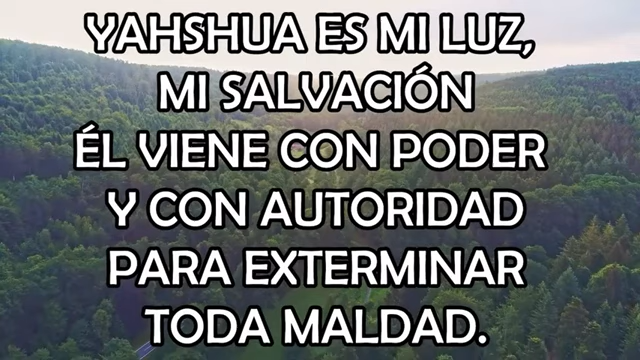 YAHSHUA ES MI LUZ,
MI SALVACIÓN
ÉL VIENE CON PODER
Y CON AUTORIDAD
PARA EXTERMINAR
TODA MALDAD.